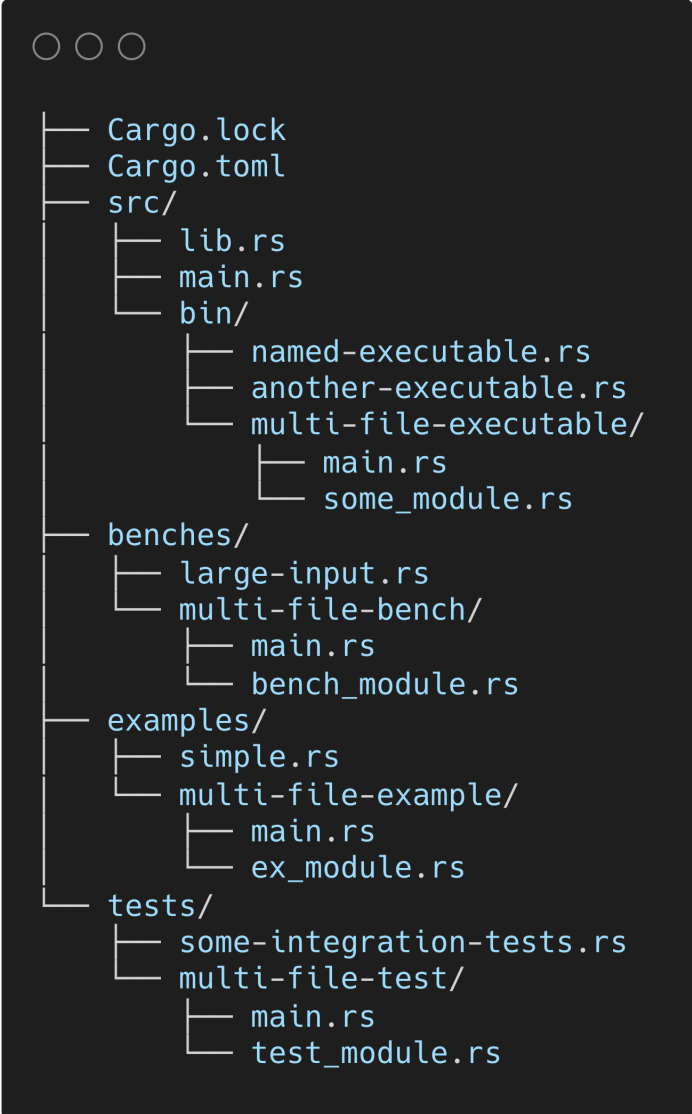 ├── Cargo.lock
├── Cargo.toml
├── src/
│   ├── lib.rs
│   ├── main.rs
│   └── bin/
│       ├── named-executable.rs
│       ├── another-executable.rs
│       └── multi-file-executable/
│           ├── main.rs
│           └── some_module.rs
├── benches/
│   ├── large-input.rs
│   └── multi-file-bench/
│       ├── main.rs
│       └── bench_module.rs
├── examples/
│   ├── simple.rs
│   └── multi-file-example/
│       ├── main.rs
│       └── ex_module.rs
└── tests/
    ├── some-integration-tests.rs
    └── multi-file-test/
        ├── main.rs
        └── test_module.rs